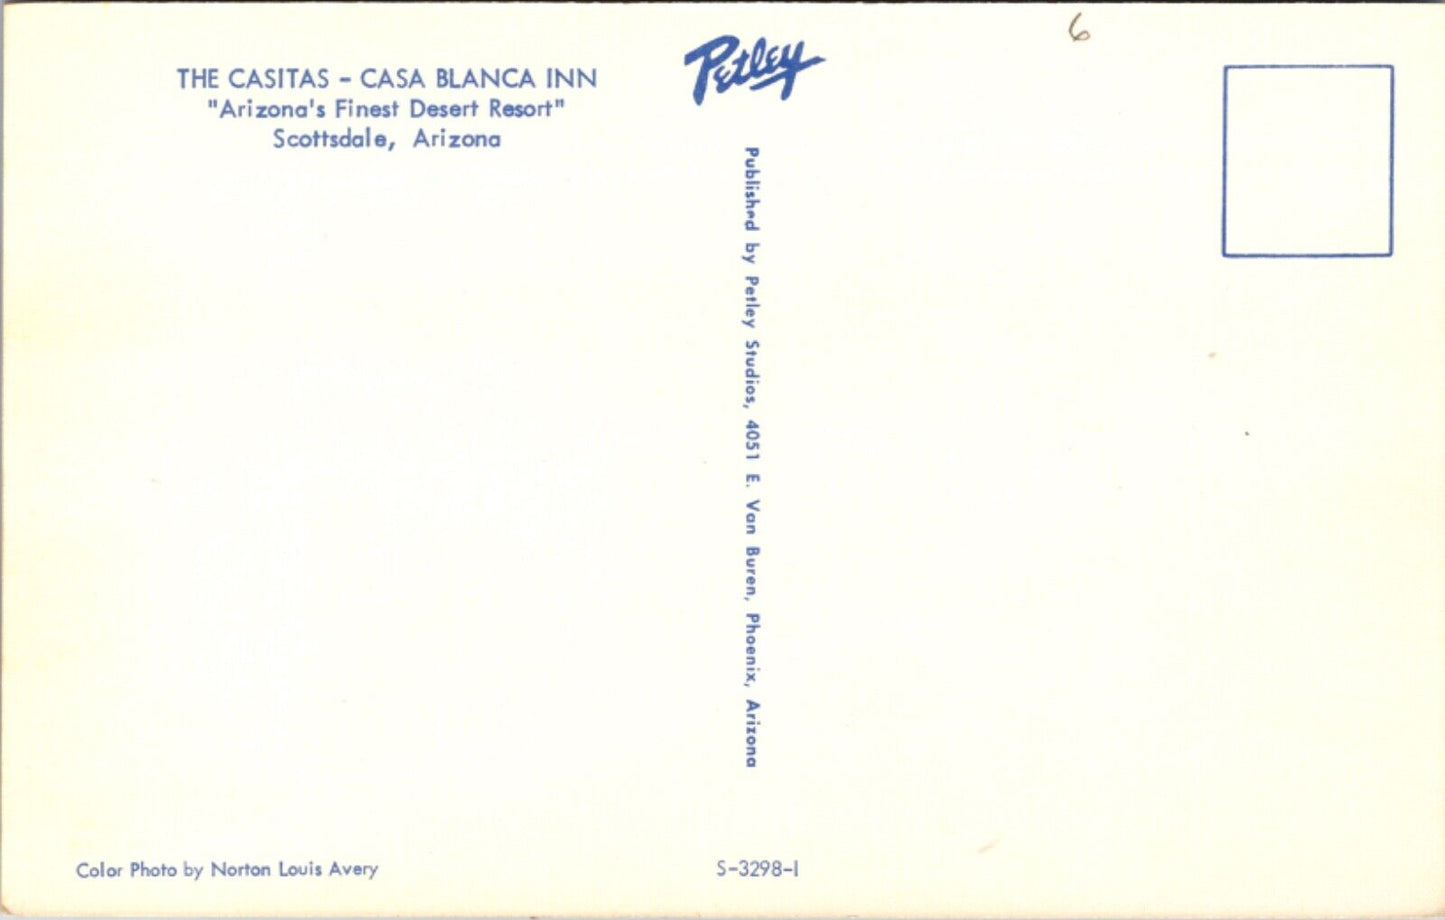 THE CASITAS - CASA BLANCA INN
"Arizona's Finest Desert Resort"
Scottsdale, Arizona
Petley
6
Published by Petley Studios, 4051 E. Van Buren, Phoenix, Arizona
Color Photo by Norton Louis Avery
S-3298-1